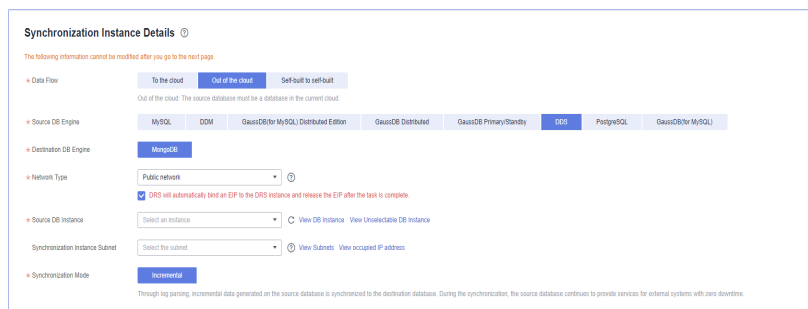 Synchronization Instance Details
The following information cannot be modified after you go to the next page.
* Data Flow To the cloud Out of the cloud Self-built to self-built
Out of the cloud: The source database must be a database in the current cloud.
* Source DB Engine MySQL DDM GaussDB(for MySQL) Distributed Edition GaussDB Distributed GaussDB Primary/Standby DDS PostgreSQL GaussDB(for MySQL)
* Destination DB Engine MongoDB
* Network Type Public network
DRS will automatically bind an EIP to the DRS instance and release the EIP after the task is complete.
* Source DB Instance Select an instance View DB Instance View Unselectable DB Instance
Synchronization Instance Subnet Select the subnet View Subnets View occupied IP address
* Synchronization Mode Incremental
Through log parsing, incremental data generated on the source database is synchronized to the destination database. During the synchronization, the source database continues to provide services for external systems with zero downtime.